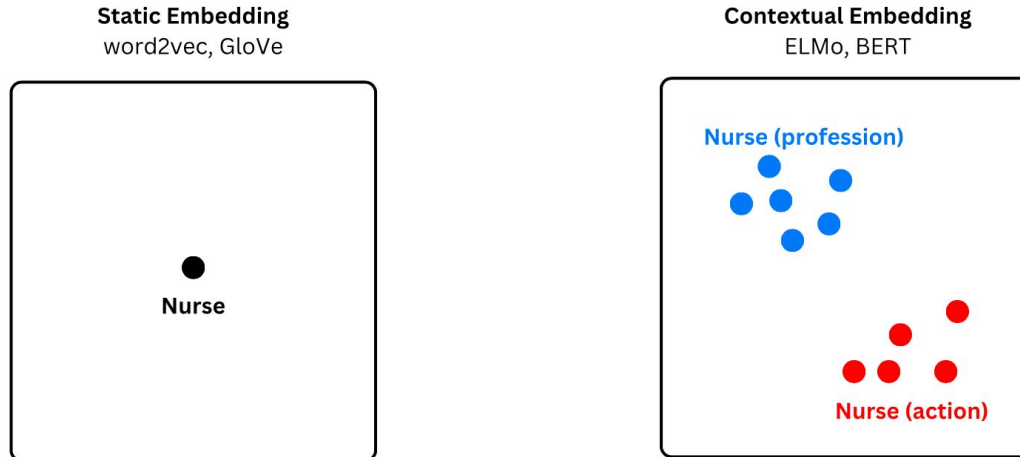 Static Embedding
word2vec, GloVe
Nurse
Contextual Embedding
ELMo, BERT
Nurse (profession)
Nurse (action)